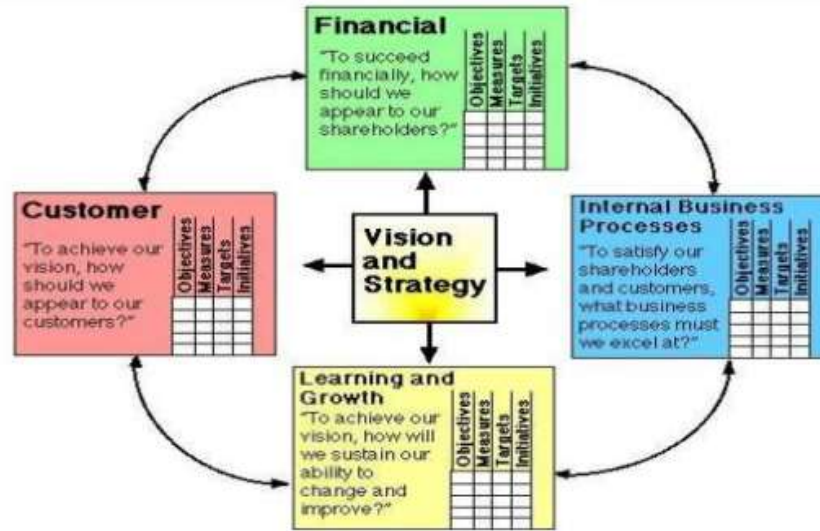 Financial
"To succeed
financially, how
should we
appear to our
shareholders?"
Objectives
Measures
Targets
Initiatives
Customer
"To achieve our
vision, how
should we
appear to our
customers?"
Objectives
Measures
Targets
Initiatives
Vision
and
Strategy
Internal Business
Processes
"To satisfy our
shareholders
and customers,
what business
processes must
we excel at?"
Objectives
Measures
Targets
Initiatives
Learning and
Growth
"To achieve our
vision, how will
we sustain our
ability to
change and
improve?"
Objectives
Measures
Targets
Initiatives